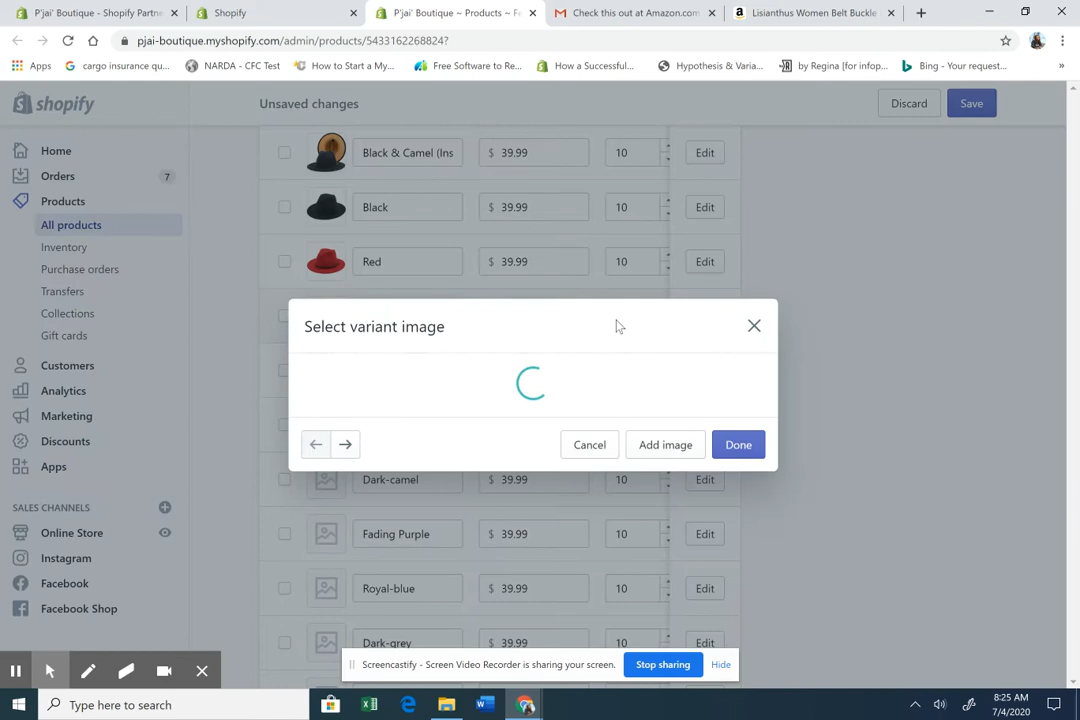 P'jai' Boutique - Shopify Partne
Shopify
P'jai' Boutique ~ Products ~ Fe
Check this out at Amazon.com
Lisianthus Women Belt Buckle
pjai-boutique.myshopify.com/admin/products/5433162268824?
Apps
cargo insurance qu...
NARDA - CFC Test
How to Start a My...
Free Software to Re...
How a Successful...
Hypothesis & Varia...
by Regina [for infop...
Bing - Your request...
shopify
Unsaved changes
Discard
Save
Home
Orders
7
Products
All products
Inventory
Purchase orders
Transfers
Collections
Gift cards
Customers
Analytics
Marketing
Discounts
Apps
SALES CHANNELS
Online Store
Instagram
Facebook
Facebook Shop
Black & Camel (Ins
$ 39.99
10
Edit
Black
$ 39.99
10
Edit
Red
$ 39.99
10
Edit
Select variant image
Cancel
Add image
Done
Dark-camel
$ 39.99
10
Edit
Fading Purple
$ 39.99
10
Edit
Royal-blue
$ 39.99
10
Edit
Dark-grey
$ 39.99
10
Edit
Screencastify - Screen Video Recorder is sharing your screen.
Stop sharing
Hide
Type here to search
8:25 AM
7/4/2020